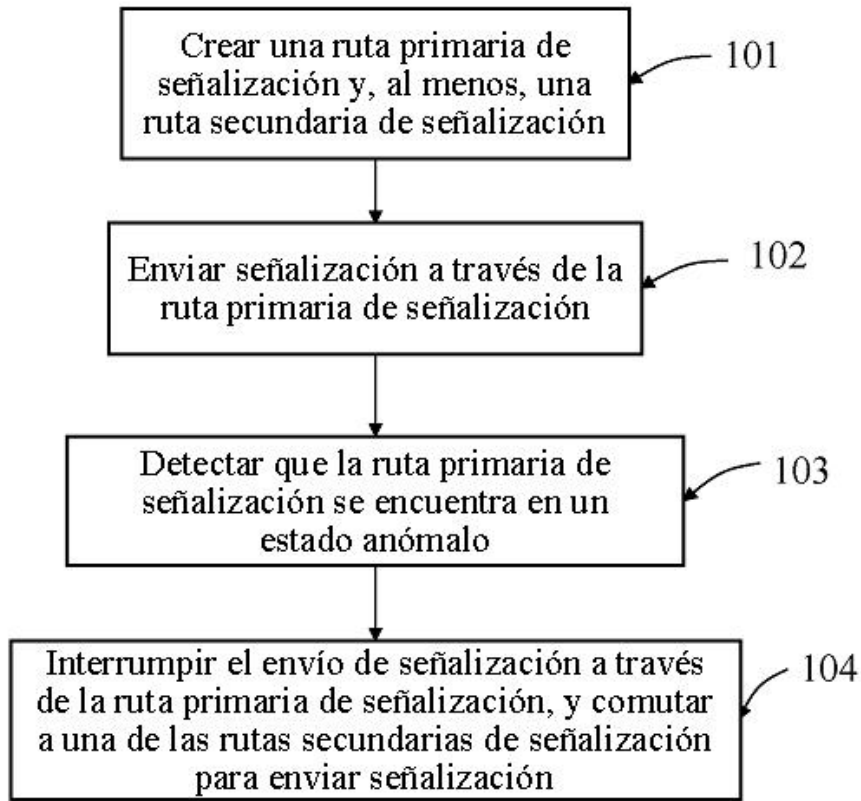 Crear una ruta primaria de
señalización y, al menos, una
ruta secundaria de señalización
101
Enviar señalización a través de la
ruta primaria de señalización
102
Detectar que la ruta primaria de
señalización se encuentra en un
estado anómalo
103
Interrumpir el envío de señalización a través
de la ruta primaria de señalización, y comutar
a una de las rutas secundarias de señalización
para enviar señalización
104